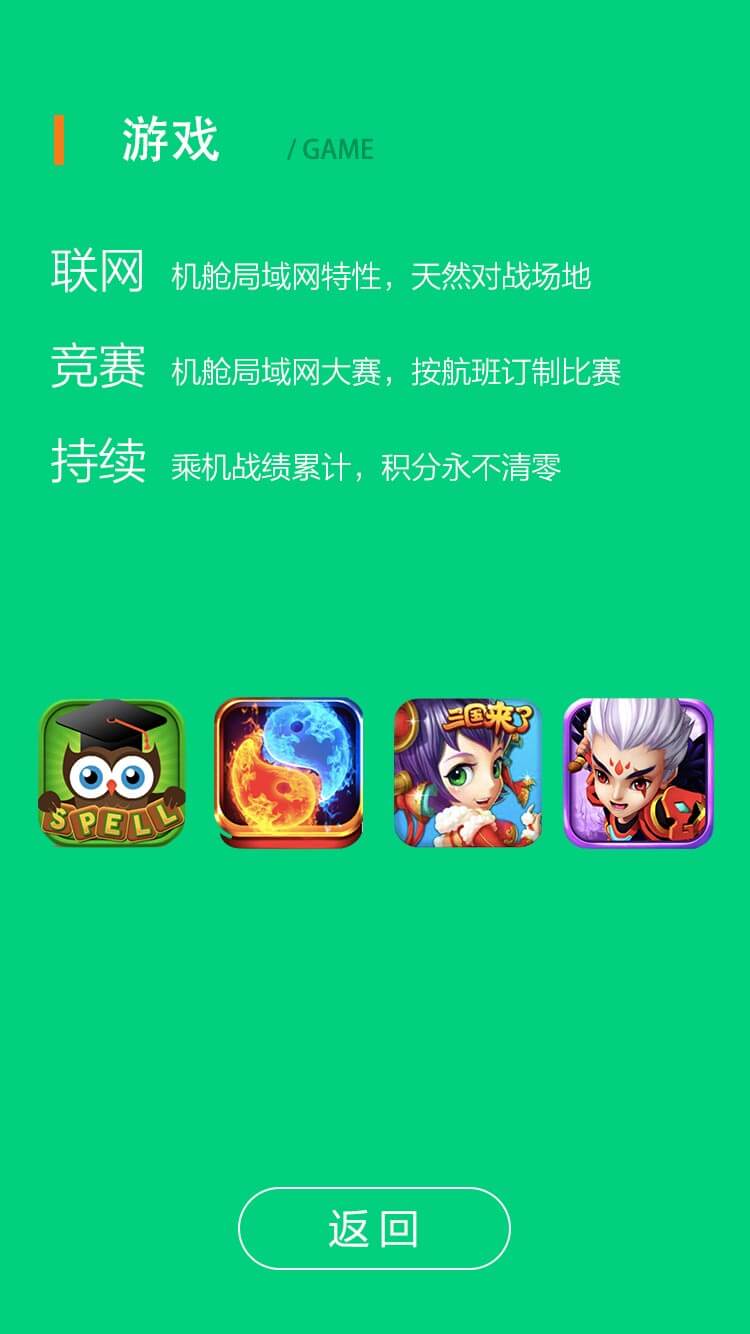 游戏 / GAME
联网 机舱局域网特性，天然对战场地
竞赛 机舱局域网大赛，按航班订制比赛
持续 乘机战绩累计，积分永不清零
SPELL
三国来了
返回